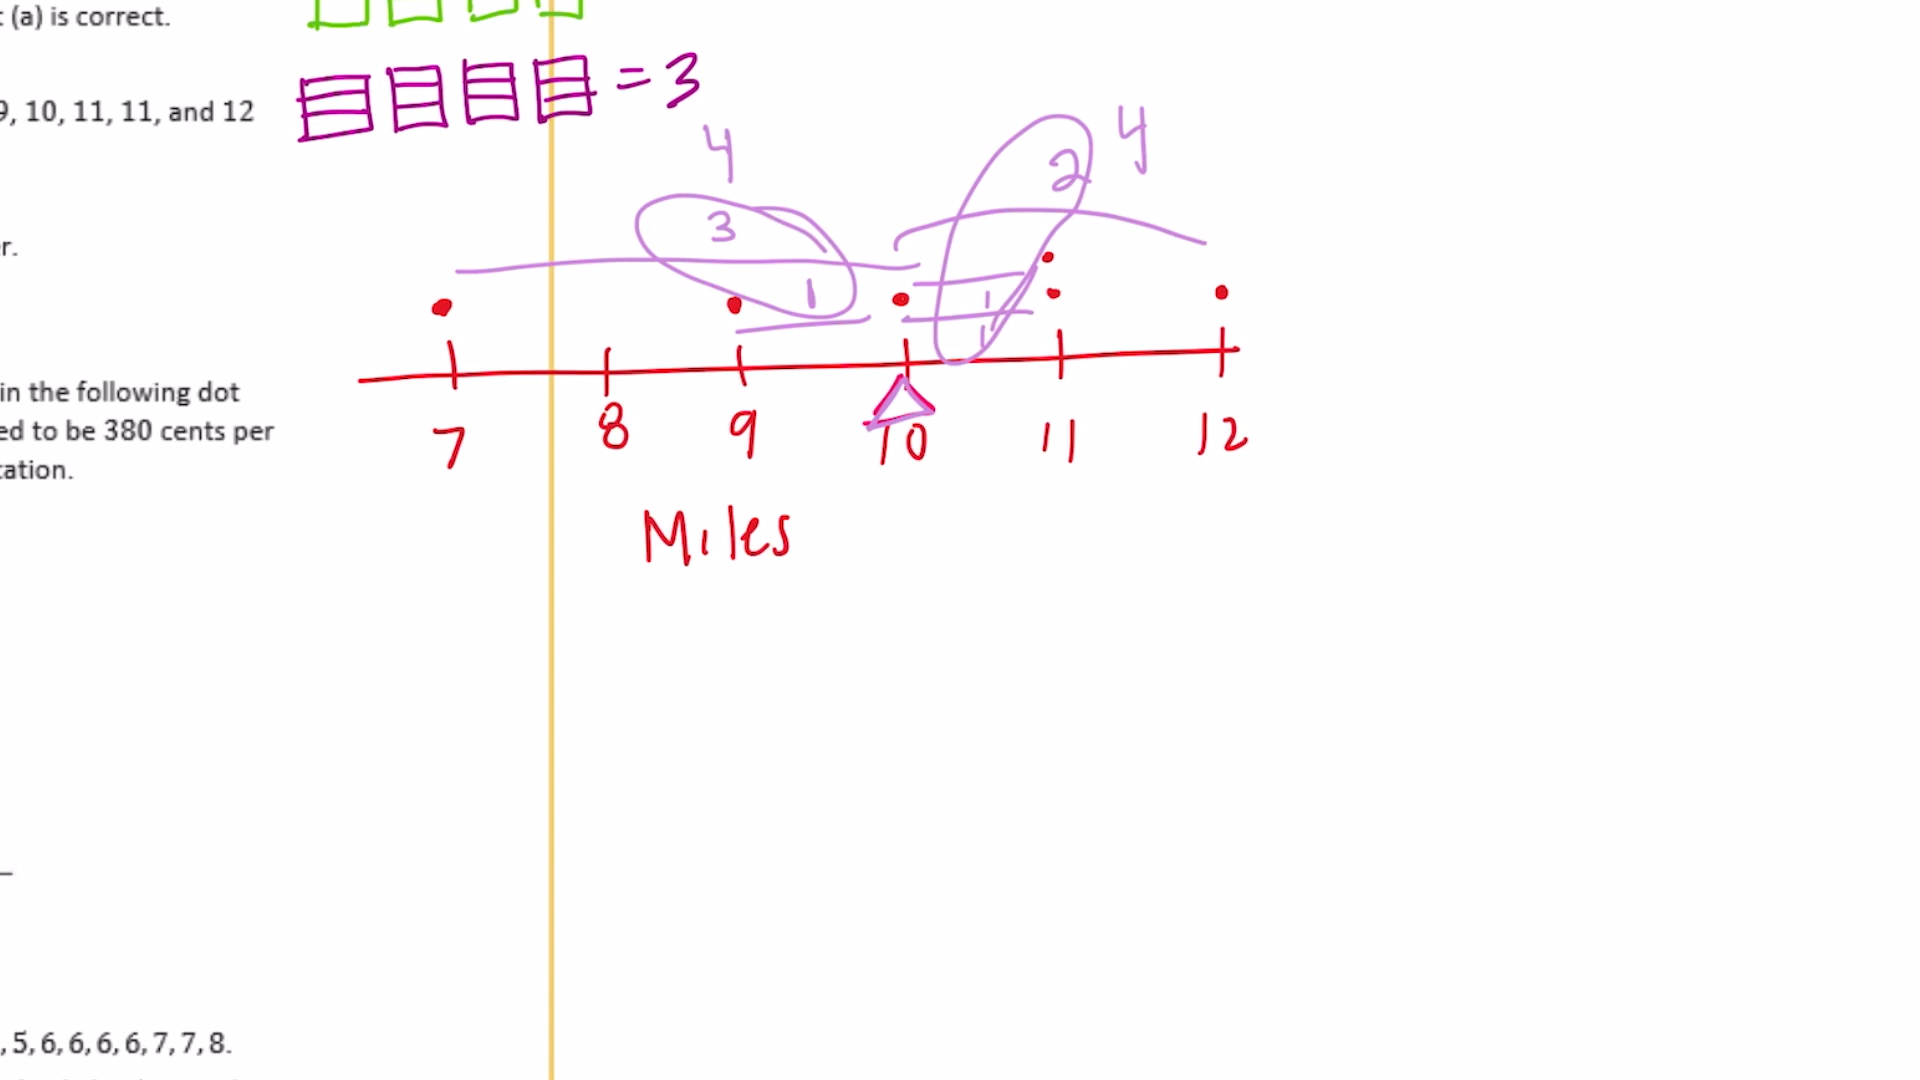 t (a) is correct.
= 3
9, 10, 11, 11, and 12
4
4
2
3
r.
1
1
1
in the following dot
ed to be 380 cents per
cation.
7 8 9 10 11 12
Miles
, 5, 6, 6, 6, 6, 7, 7, 8.